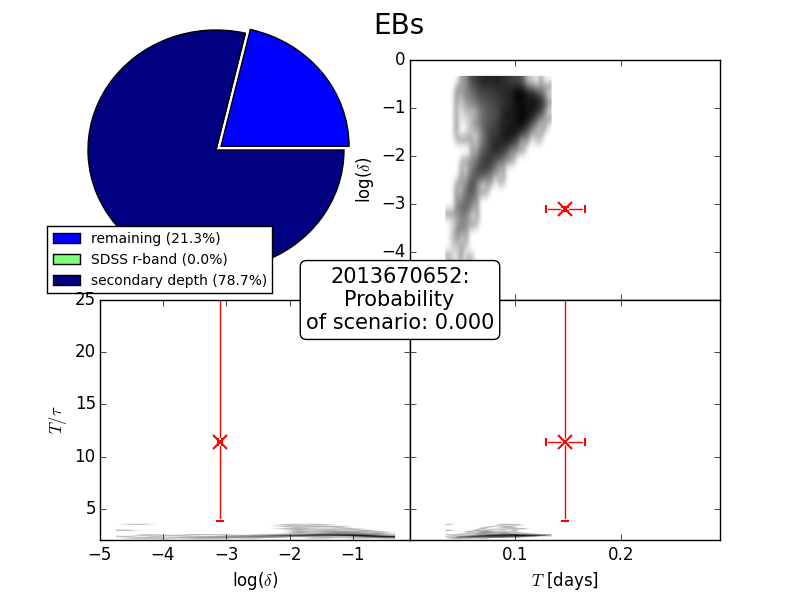 EBs
0
−1
−2
−3
−4
log(δ)
remaining (21.3%)
SDSS r-band (0.0%)
secondary depth (78.7%)
2013670652:
Probability
of scenario: 0.000
25
20
15
10
5
T/τ
−5 −4 −3 −2 −1
log(δ)
0.1 0.2
T [days]